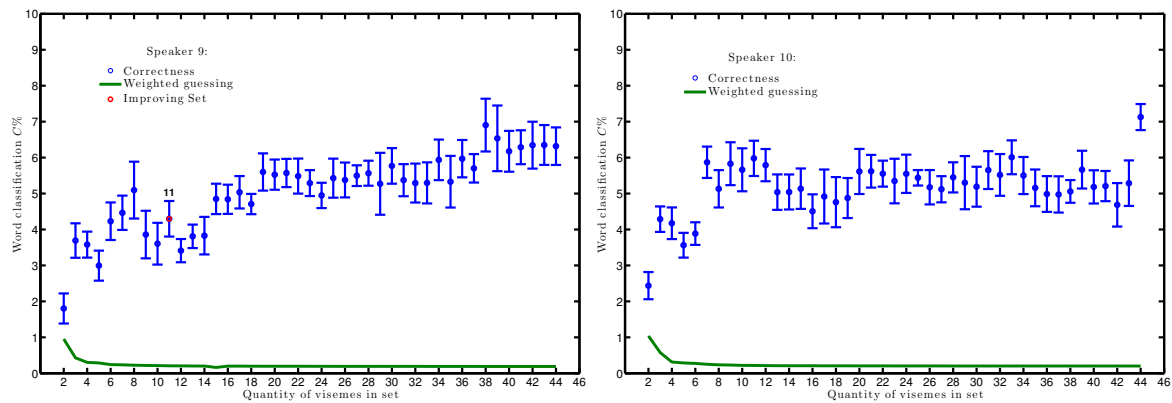 Speaker 9:
Correctness
Weighted guessing
Improving Set
11
Word classification C%
10
9
8
7
6
5
4
3
2
1
0
2 4 6 8 10 12 14 16 18 20 22 24 26 28 30 32 34 36 38 40 42 44 46
Quantity of visemes in set
Speaker 10:
Correctness
Weighted guessing
Word classification C%
10
9
8
7
6
5
4
3
2
1
0
2 4 6 8 10 12 14 16 18 20 22 24 26 28 30 32 34 36 38 40 42 44 46
Quantity of visemes in set